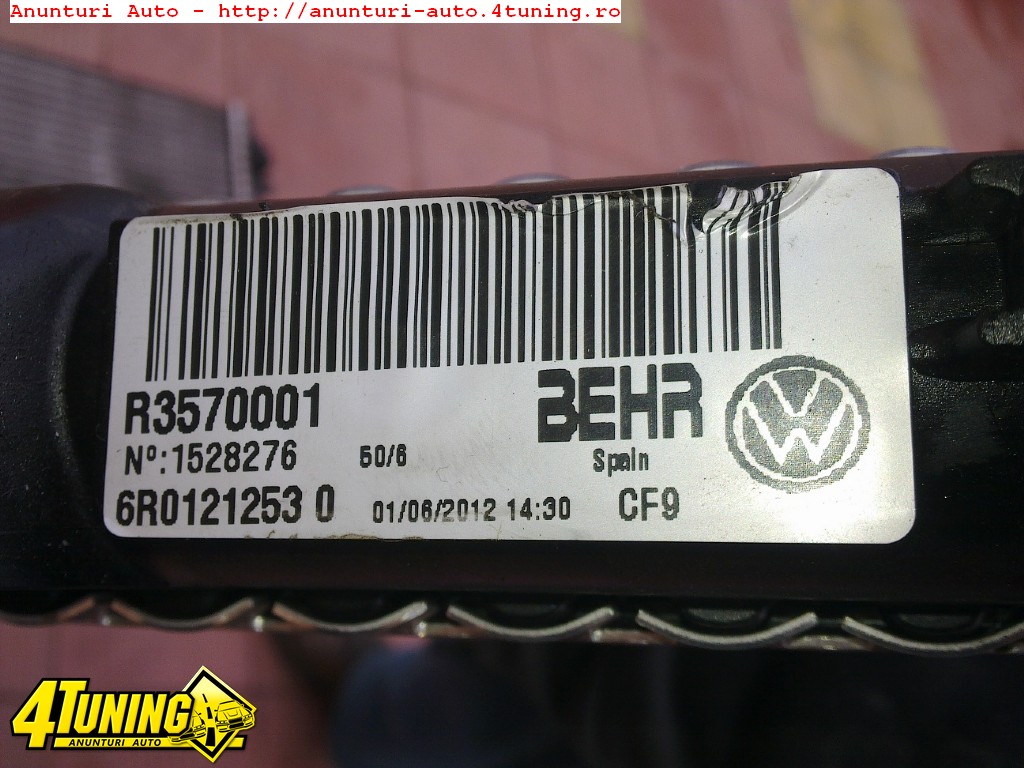 Anunturi Auto - http://anunturi-auto.4tuning.ro
R3570001
BEHR
Nº:1528276 50/6 Spain
6R0121253 0 01/06/2012 14:30 CF9
4TUNING
ANUNTURI AUTO